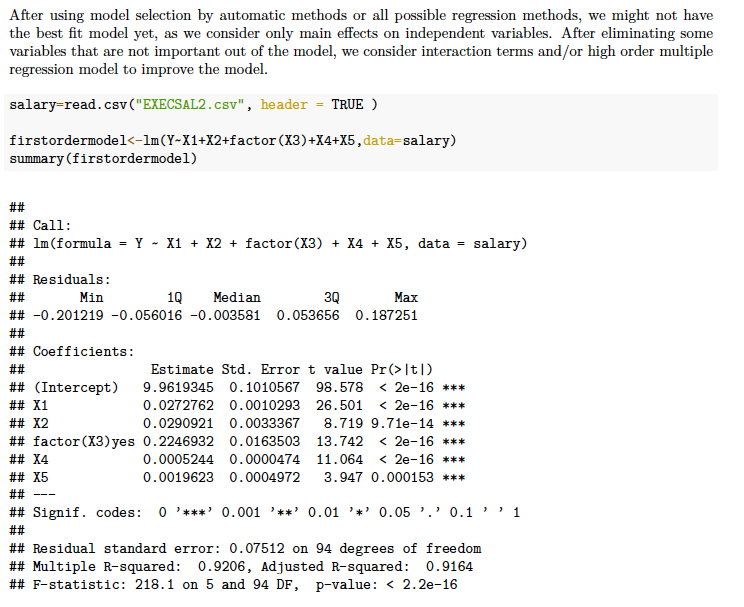 After using model selection by automatic methods or all possible regression methods, we might not have
the best fit model yet, as we consider only main effects on independent variables. After eliminating some
variables that are not important out of the model, we consider interaction terms and/or high order multiple
regression model to improve the model.
salary=read.csv("EXECSAL2.csv", header = TRUE )
firstordermodel<-lm(Y~X1+X2+factor(X3)+X4+X5,data=salary)
summary(firstordermodel)
##
## Call:
## lm(formula = Y ~ X1 + X2 + factor(X3) + X4 + X5, data = salary)
##
## Residuals:
##       Min        1Q    Median        3Q       Max
## -0.201219 -0.056016 -0.003581  0.053656  0.187251
##
## Coefficients:
##                Estimate Std. Error t value Pr(>|t|)
## (Intercept)   9.9619345  0.1010567  98.578  < 2e-16 ***
## X1            0.0272762  0.0010293  26.501  < 2e-16 ***
## X2            0.0290921  0.0033367   8.719 9.71e-14 ***
## factor(X3)yes 0.2246932  0.0163503  13.742  < 2e-16 ***
## X4            0.0005244  0.0000474  11.064  < 2e-16 ***
## X5            0.0019623  0.0004972   3.947 0.000153 ***
## ---
## Signif. codes:  0 '***' 0.001 '**' 0.01 '*' 0.05 '.' 0.1 ' ' 1
##
## Residual standard error: 0.07512 on 94 degrees of freedom
## Multiple R-squared:  0.9206, Adjusted R-squared:  0.9164
## F-statistic: 218.1 on 5 and 94 DF,  p-value: < 2.2e-16